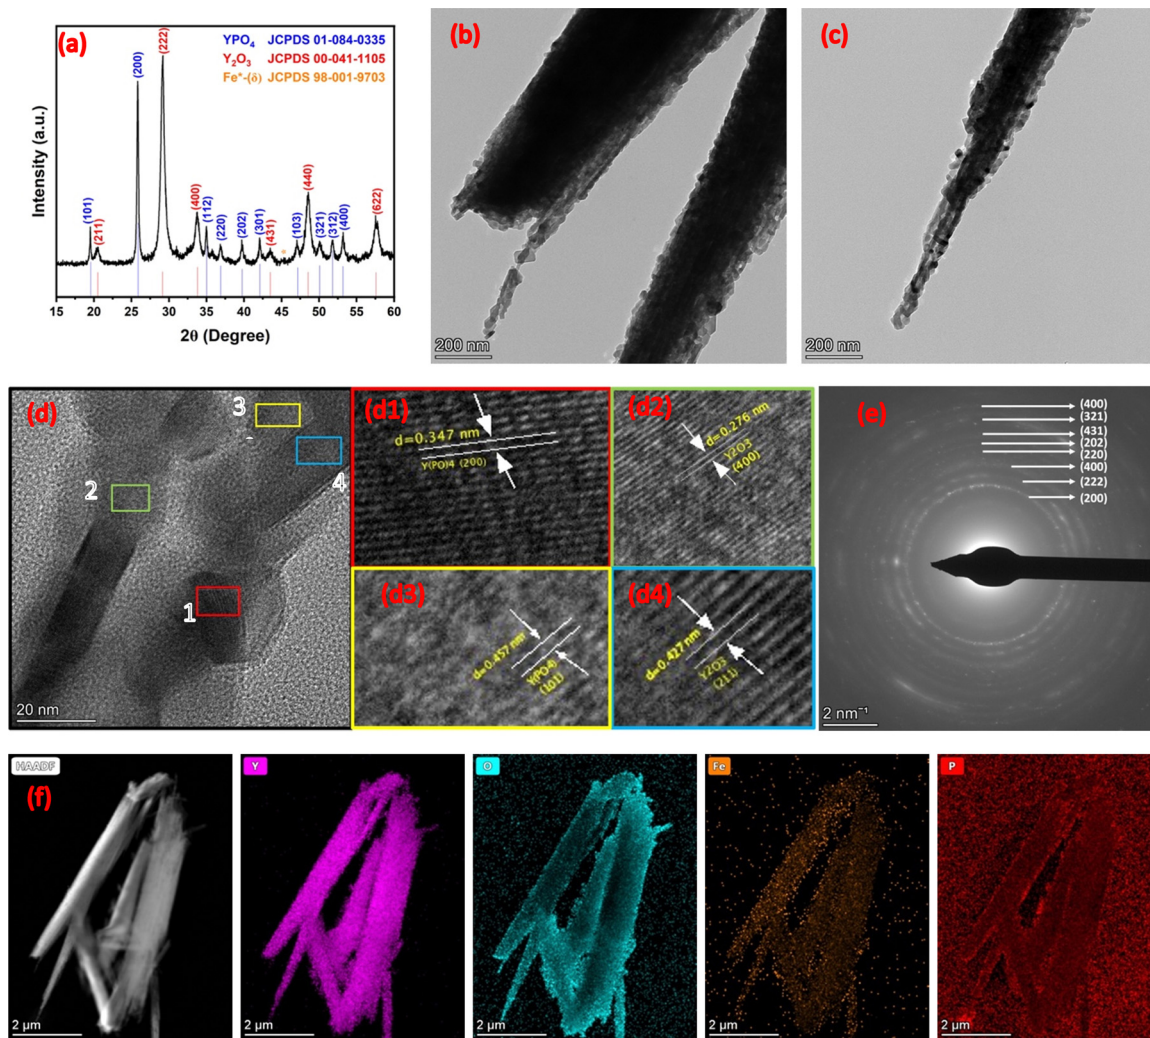 (a)
YPO₄ JCPDS 01-084-0335
Y₂O₃ JCPDS 00-041-1105
Fe*-(δ) JCPDS 98-001-9703
(101)
(211)
(200)
(222)
(400)
(112)
(220)
(202)
(301)
(431)
*
(103)
(440)
(321)
(312)
(400)
(622)
Intensity (a.u.)
15 20 25 30 35 40 45 50 55 60
2θ (Degree)
(b)
200 nm
(c)
200 nm
(d)
3
4
2
1
20 nm
(d1)
d=0.347 nm
Y(PO)4 (200)
(d2)
d=0.276 nm
Y2O3
(400)
(d3)
d=0.457 nm
Y(PO4)
(101)
(d4)
d=0.427 nm
Y2O3
(211)
(e)
(400)
(321)
(431)
(202)
(220)
(400)
(222)
(200)
2 nm⁻¹
HAADF
(f)
2 μm
Y
2 μm
O
2 μm
Fe
2 μm
P
2 μm